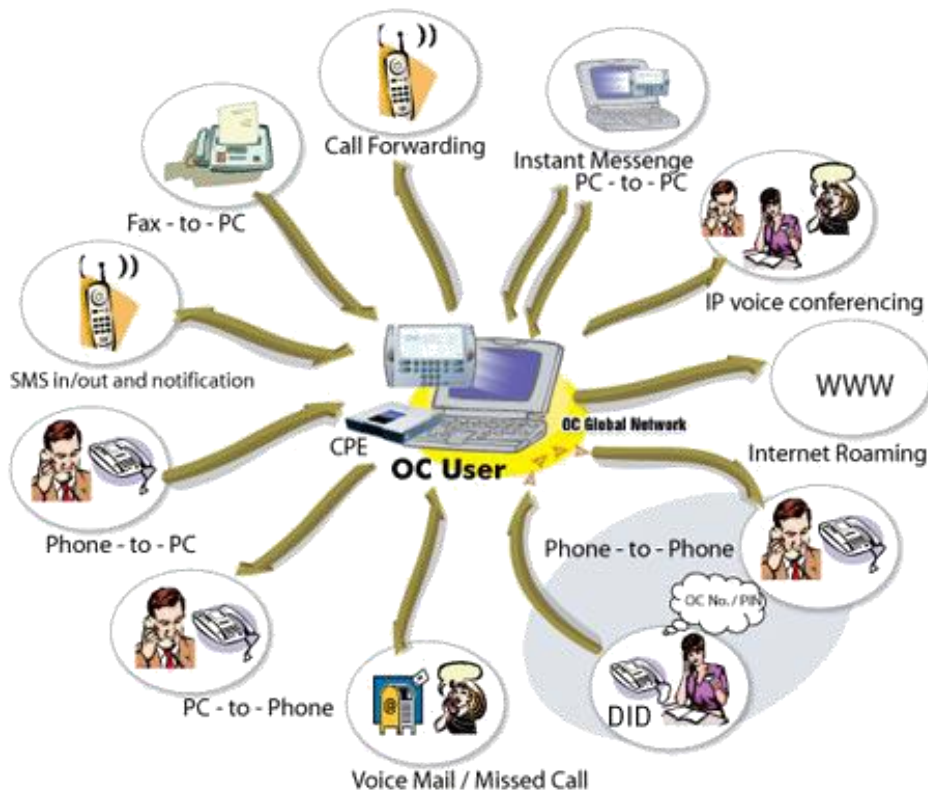 Call Forwarding
Instant Messenge
PC - to - PC
Fax - to - PC
IP voice conferencing
SMS in/out and notification
WWW
CPE
OC Global Network
OC User
Internet Roaming
Phone - to - PC
Phone - to - Phone
OC No. / PIN
PC - to - Phone
DID
Voice Mail / Missed Call